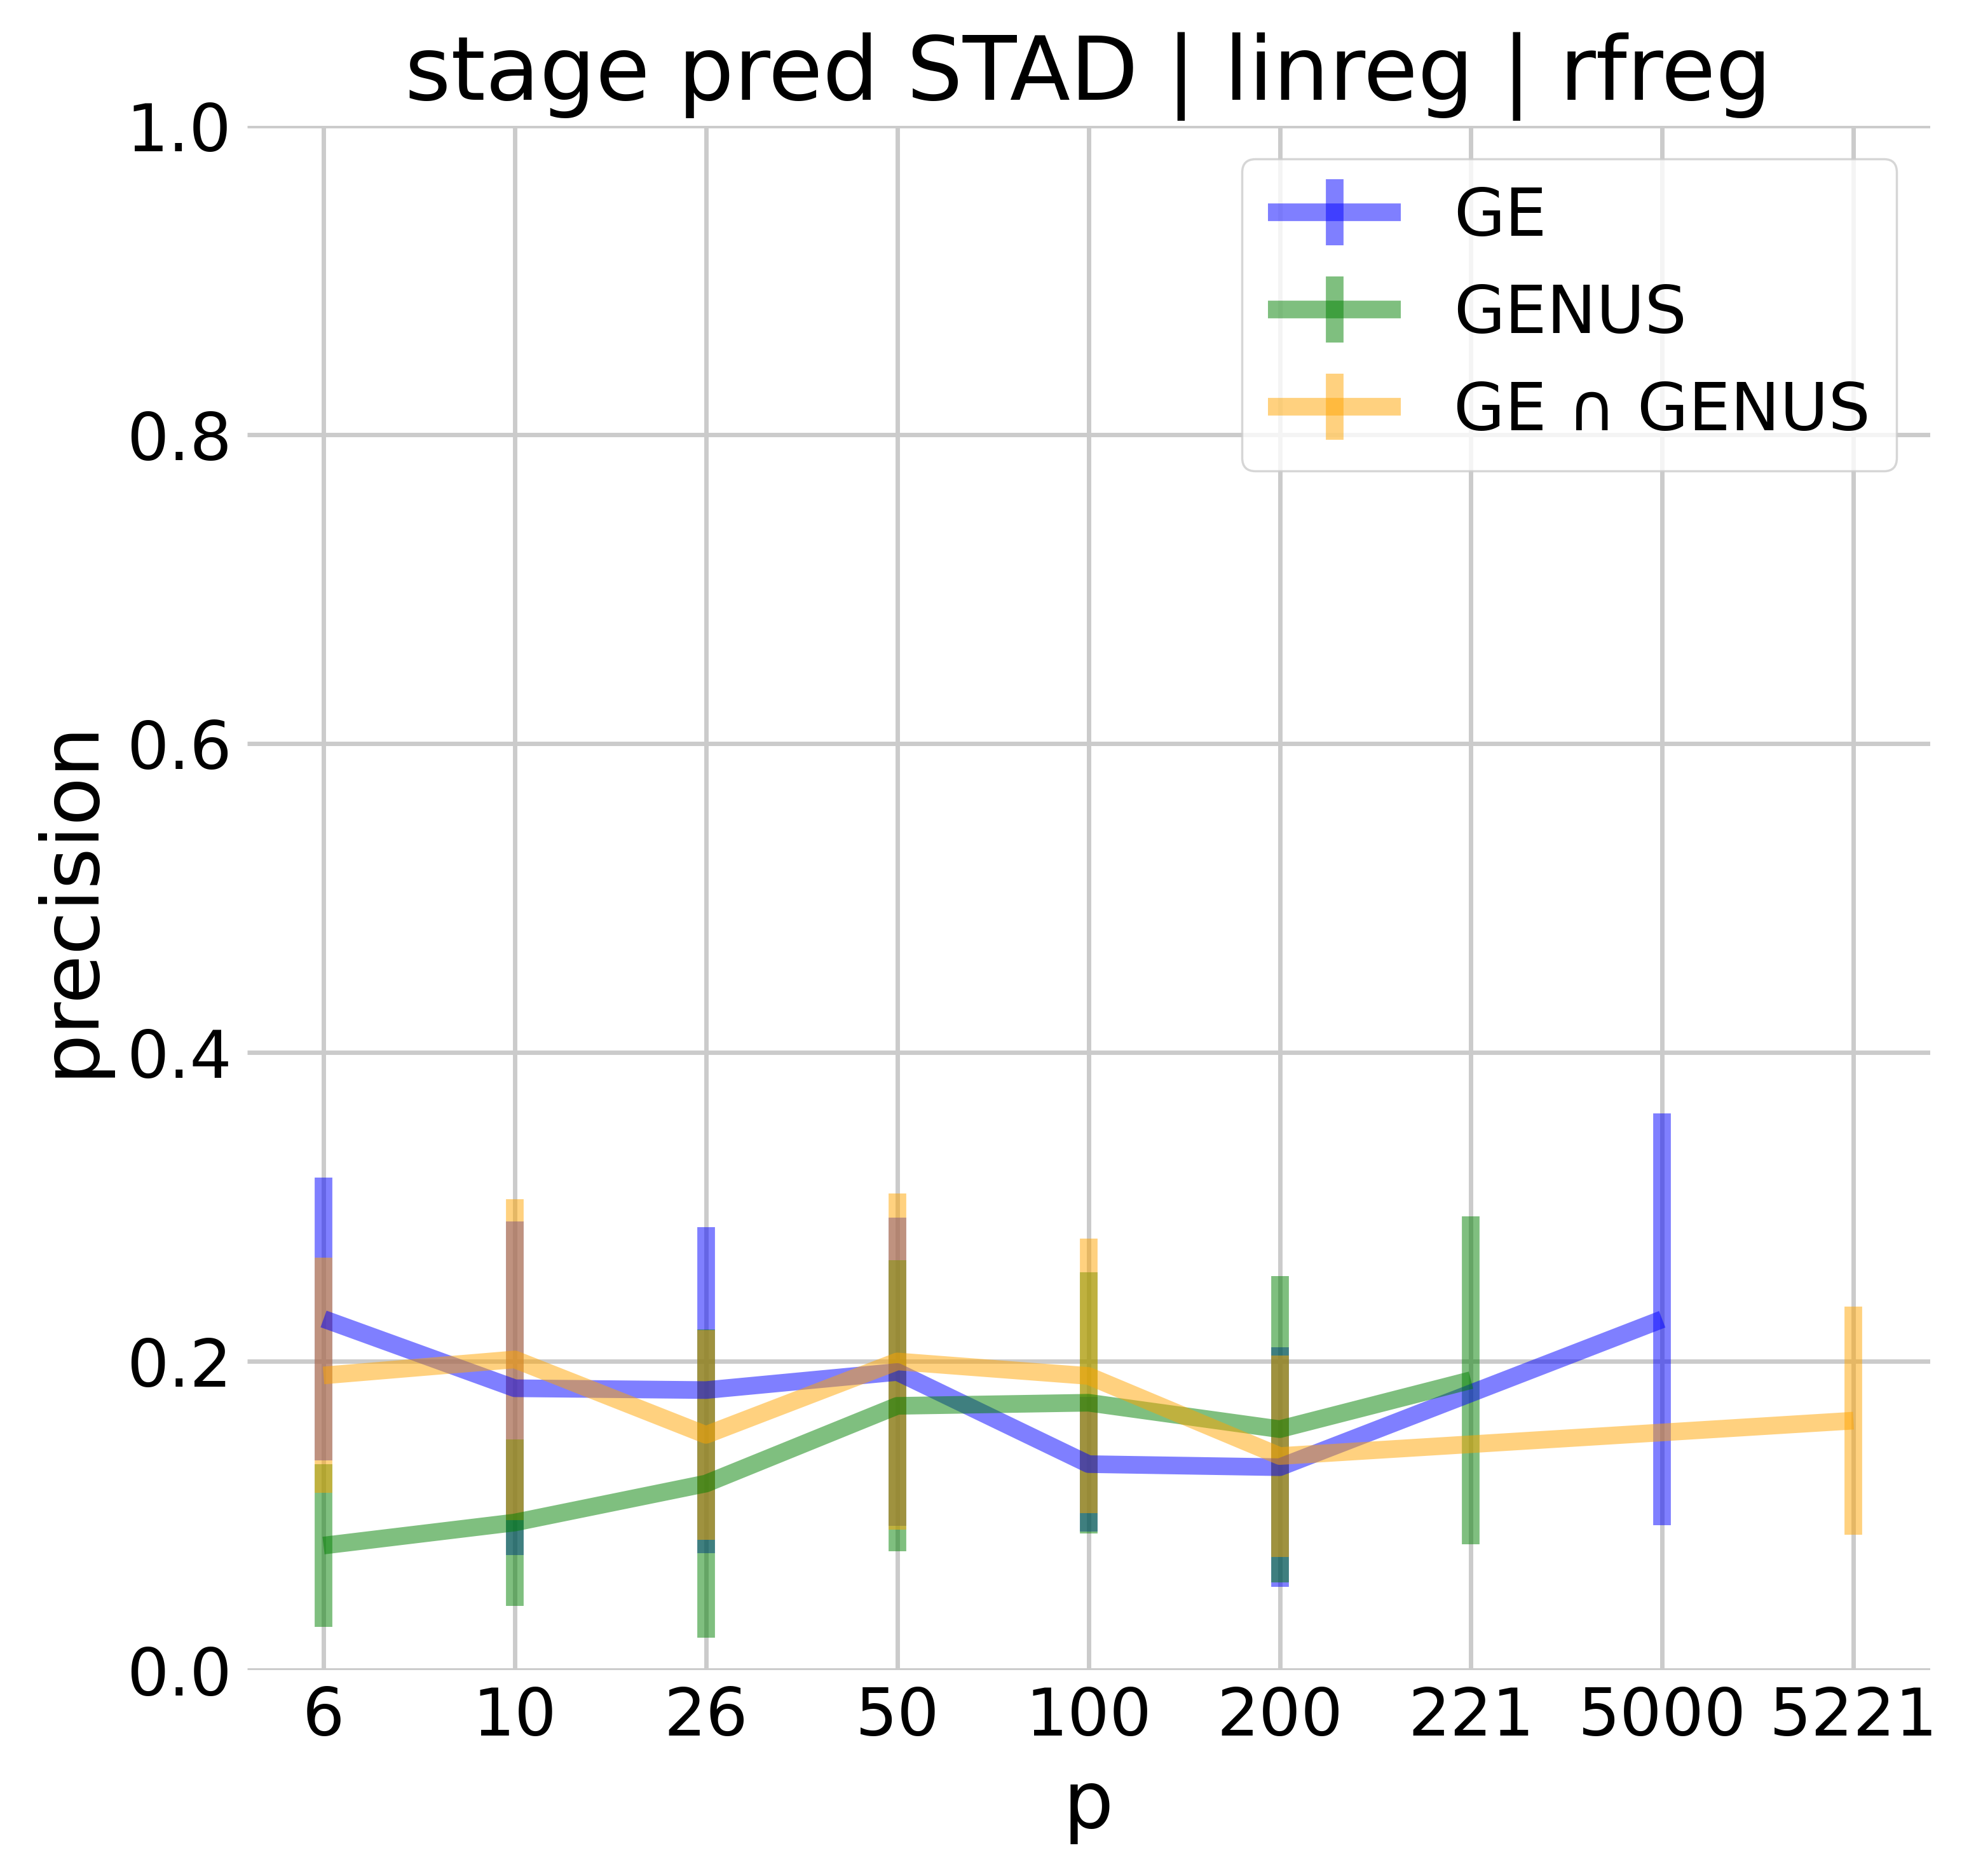 stage pred STAD | linreg | rfreg
1.0
0.8
0.6
0.4
0.2
0.0
precision
GE
GENUS
GE ∩ GENUS
6 10 26 50 100 200 221 5000 5221
p